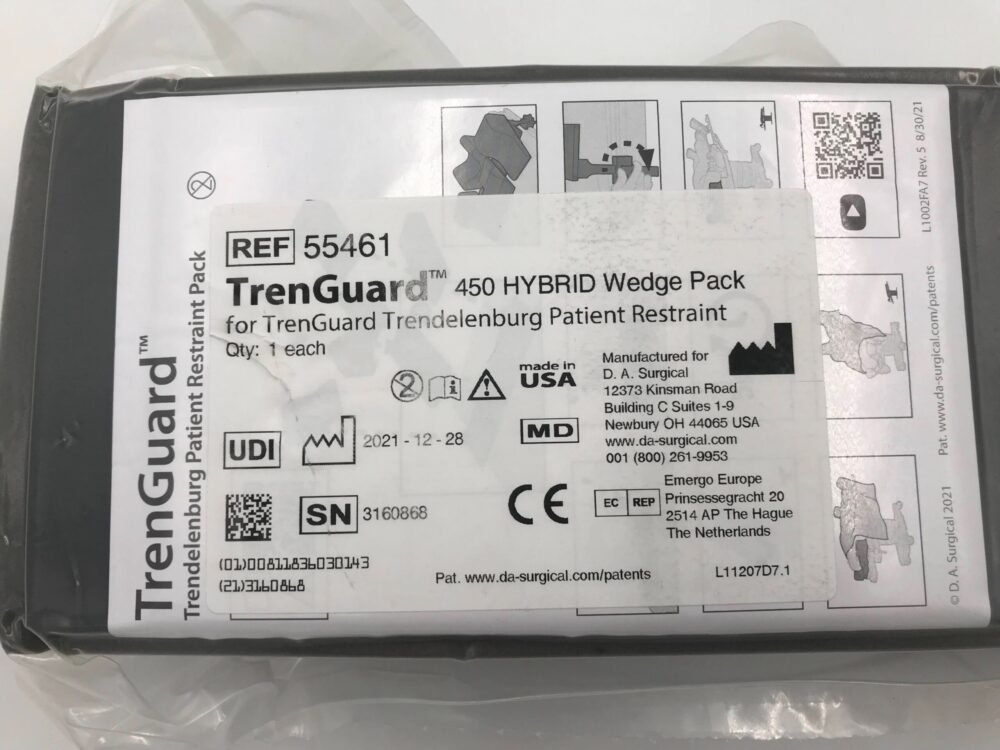 TrenGuard™
Trendelenburg Patient Restraint Pack
REF 55461
TrenGuard™ 450 HYBRID Wedge Pack
for TrenGuard Trendelenburg Patient Restraint
Qty: 1 each
2
made in
USA
Manufactured for
D. A. Surgical
12373 Kinsman Road
Building C Suites 1-9
Newbury OH 44065 USA
www.da-surgical.com
001 (800) 261-9953
UDI
2021 - 12 - 28
MD
SN 3160868
CE
EC REP
Emergo Europe
Prinsessegracht 20
2514 AP The Hague
The Netherlands
(01)00811836030143
(21)3160868
Pat. www.da-surgical.com/patents
L11207D7.1
2
L1002FA7 Rev. 5 8/30/21
Pat. www.da-surgical.com/patents
© D. A. Surgical 2021